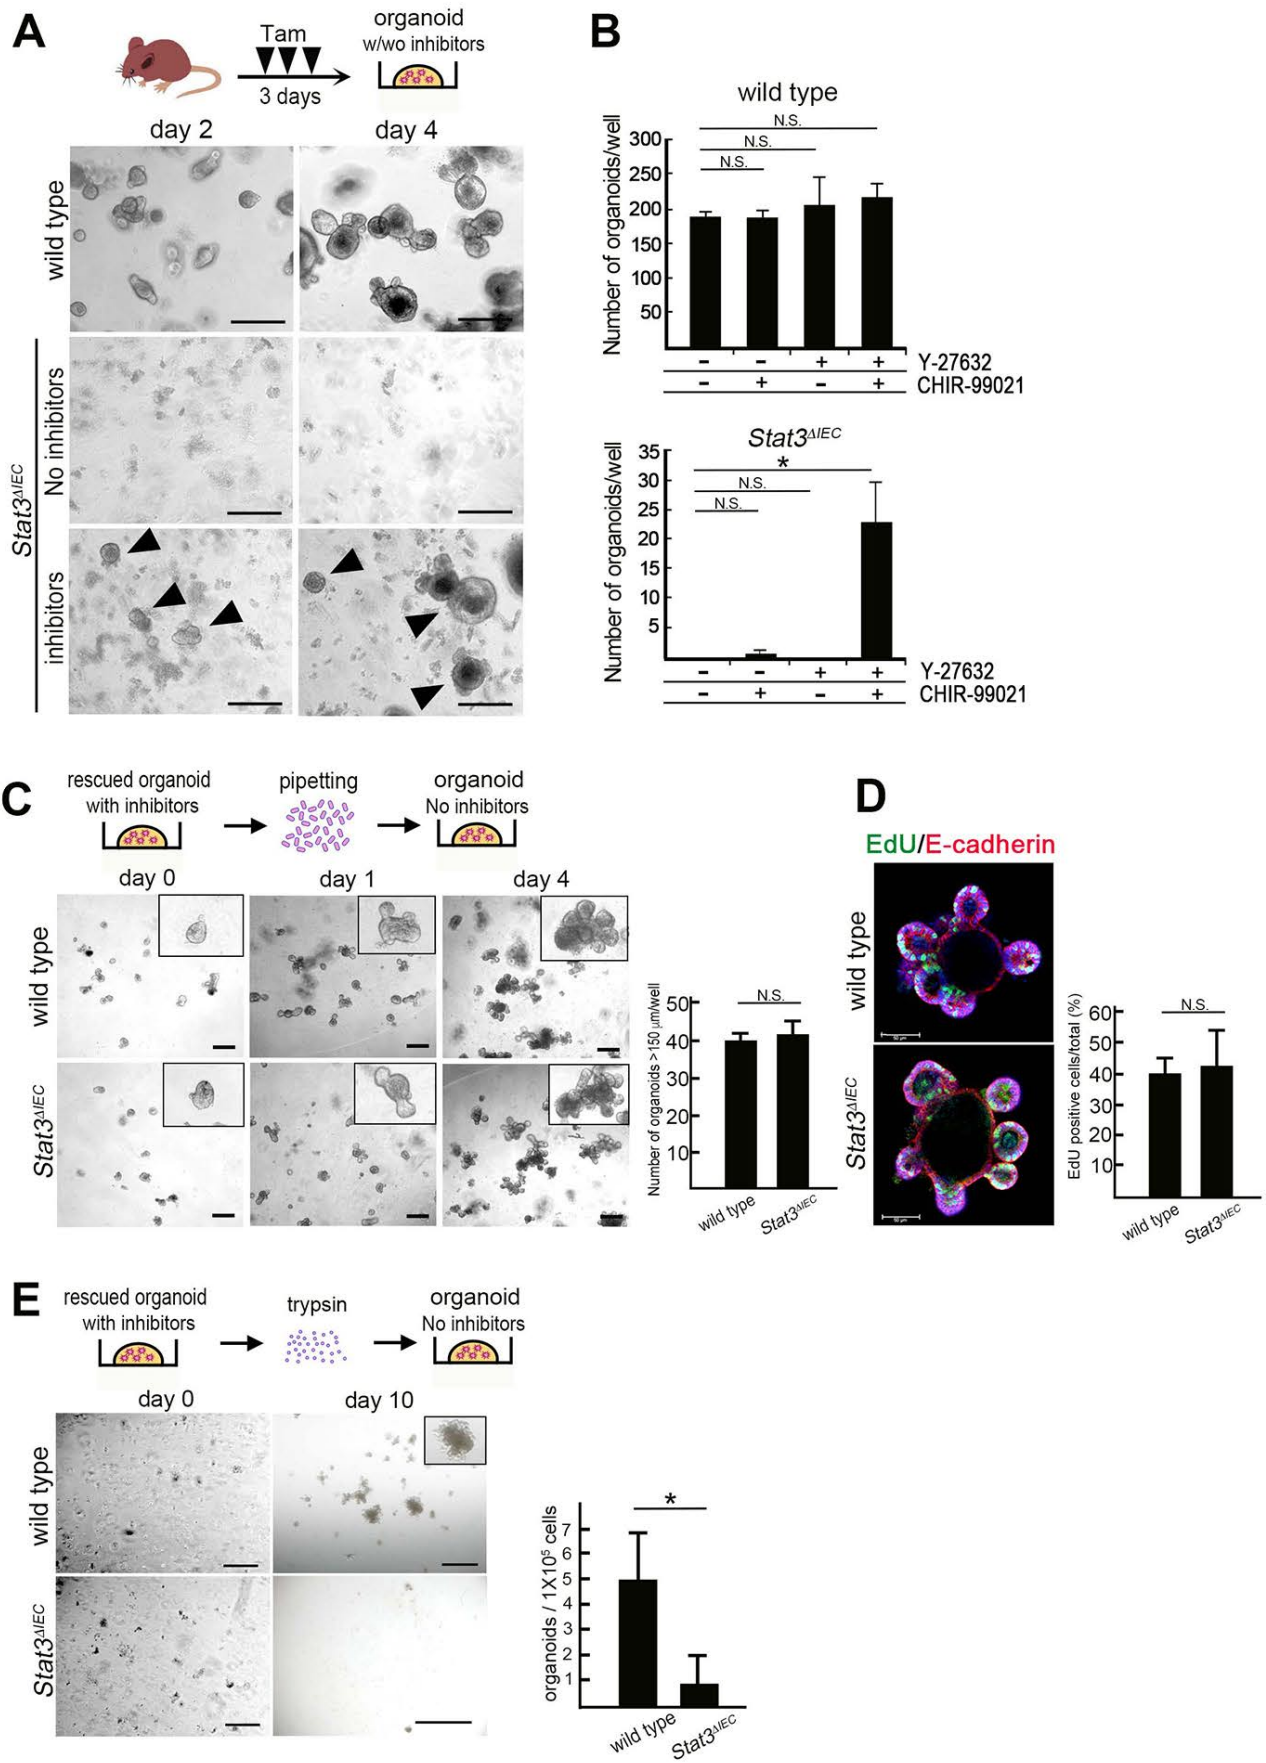 A
Tam
3 days
organoid
w/wo inhibitors
day 2
day 4
wild type
Stat3ΔIEC
No inhibitors
inhibitors
B
wild type
Number of organoids/well
300
250
200
150
100
50
N.S.
N.S.
N.S.
- - + + Y-27632
- + - + CHIR-99021
Stat3ΔIEC
Number of organoids/well
35
30
25
20
15
10
5
*
N.S.
N.S.
- - + + Y-27632
- + - + CHIR-99021
C
rescued organoid
with inhibitors
pipetting
organoid
No inhibitors
day 0
day 1
day 4
wild type
Stat3ΔIEC
Number of organoids >150 μm/well
50
40
30
20
10
N.S.
wild type
Stat3ΔIEC
D
EdU/E-cadherin
wild type
50 μm
Stat3ΔIEC
50 μm
EdU positive cells/total (%)
60
50
40
30
20
10
N.S.
wild type
Stat3ΔIEC
E
rescued organoid
with inhibitors
trypsin
organoid
No inhibitors
day 0
day 10
wild type
Stat3ΔIEC
organoids / 1X10⁵ cells
7
6
5
4
3
2
1
*
wild type
Stat3ΔIEC